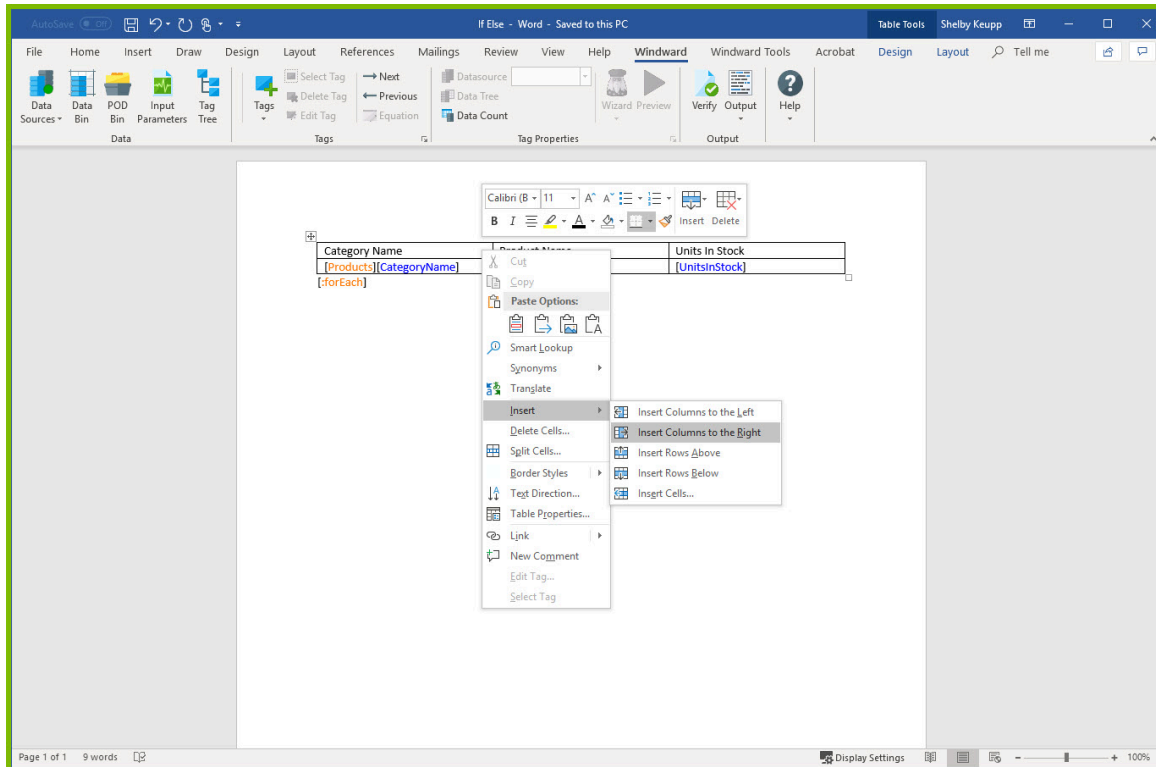 AutoSave Off If Else - Word - Saved to this PC Table Tools Shelby Keupp
File Home Insert Draw Design Layout References Mailings Review View Help Windward Windward Tools Acrobat Design Layout Tell me
Data Sources
Data Bin
POD Bin
Input Parameters
Tag Tree
Data
Tags
Select Tag
Delete Tag
Edit Tag
Next
Previous
Equation
Tags
Datasource
Data Tree
Data Count
Wizard Preview
Tag Properties
Verify Output
Output
Help
Calibri (B 11 A A
B I A Insert Delete
Category Name Product Name Units In Stock
[Products][CategoryName] [UnitsInStock]
[:forEach]
Cut
Copy
Paste Options:
A
Smart Lookup
Synonyms
Translate
Insert
Delete Cells...
Split Cells...
Border Styles
Text Direction...
Table Properties...
Link
New Comment
Edit Tag...
Select Tag
Insert Columns to the Left
Insert Columns to the Right
Insert Rows Above
Insert Rows Below
Insert Cells...
Page 1 of 1 9 words Display Settings 100%